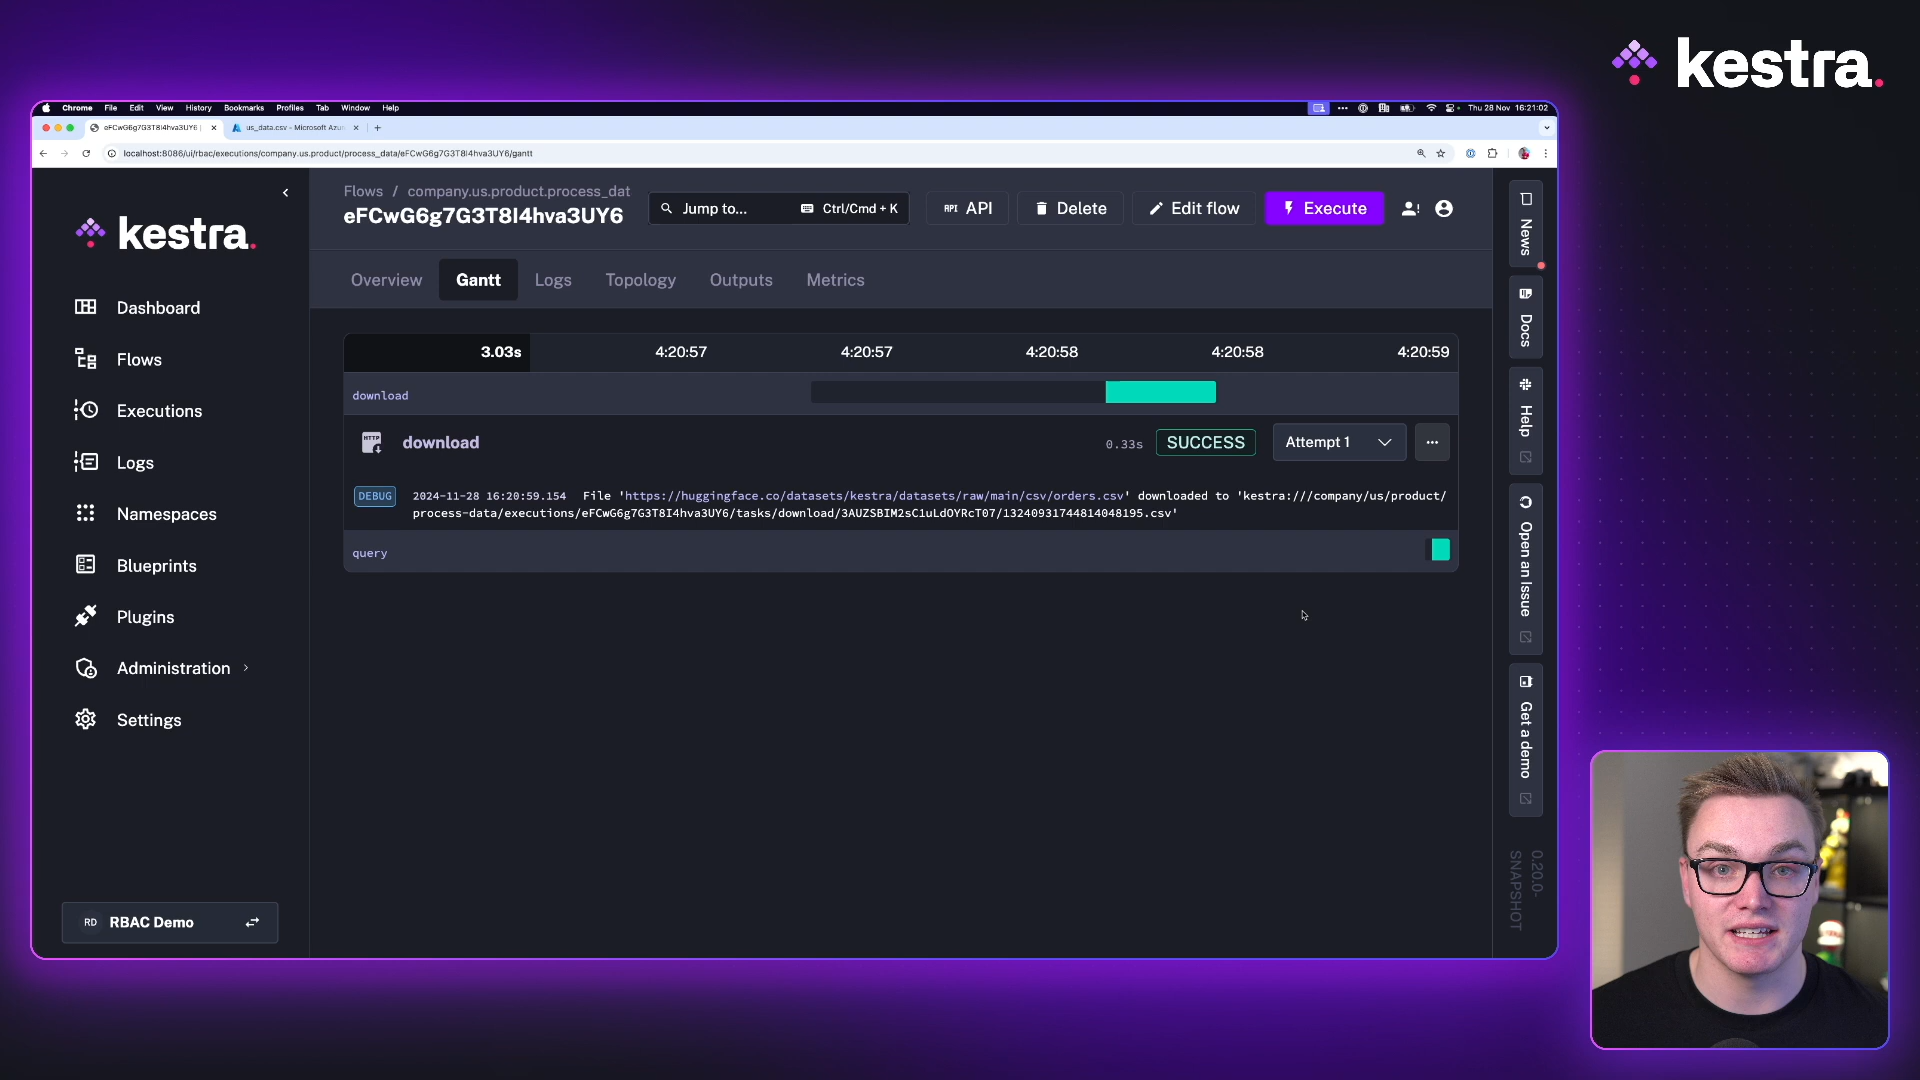 kestra.
Chrome File Edit View History Bookmarks Profiles Tab Window Help
Thu 28 Nov 16:21:02
eFCwG6g7G3T8I4hva3UY6
us_data.csv - Microsoft Azur
localhost:8086/ui/rbac/executions/company.us.product/process_data/eFCwG6g7G3T8I4hva3UY6/gantt
kestra.
Dashboard
Flows
Executions
Logs
Namespaces
Blueprints
Plugins
Administration
Settings
RD RBAC Demo
Flows / company.us.product.process_dat
eFCwG6g7G3T8I4hva3UY6
Jump to... Ctrl/Cmd + K
API API
Delete
Edit flow
Execute
Overview Gantt Logs Topology Outputs Metrics
3.03s 4:20:57 4:20:57 4:20:58 4:20:58 4:20:59
download
HTTP download 0.33s SUCCESS Attempt 1
DEBUG 2024-11-28 16:20:59.154 File 'https://huggingface.co/datasets/kestra/datasets/raw/main/csv/orders.csv' downloaded to 'kestra:///company/us/product/
process-data/executions/eFCwG6g7G3T8I4hva3UY6/tasks/download/3AUZSBIM2sC1uLdOYRcT07/13240931744814048195.csv'
query
News
Docs
Help
Open an Issue
Get a demo
0.20.0-
SNAPSHOT